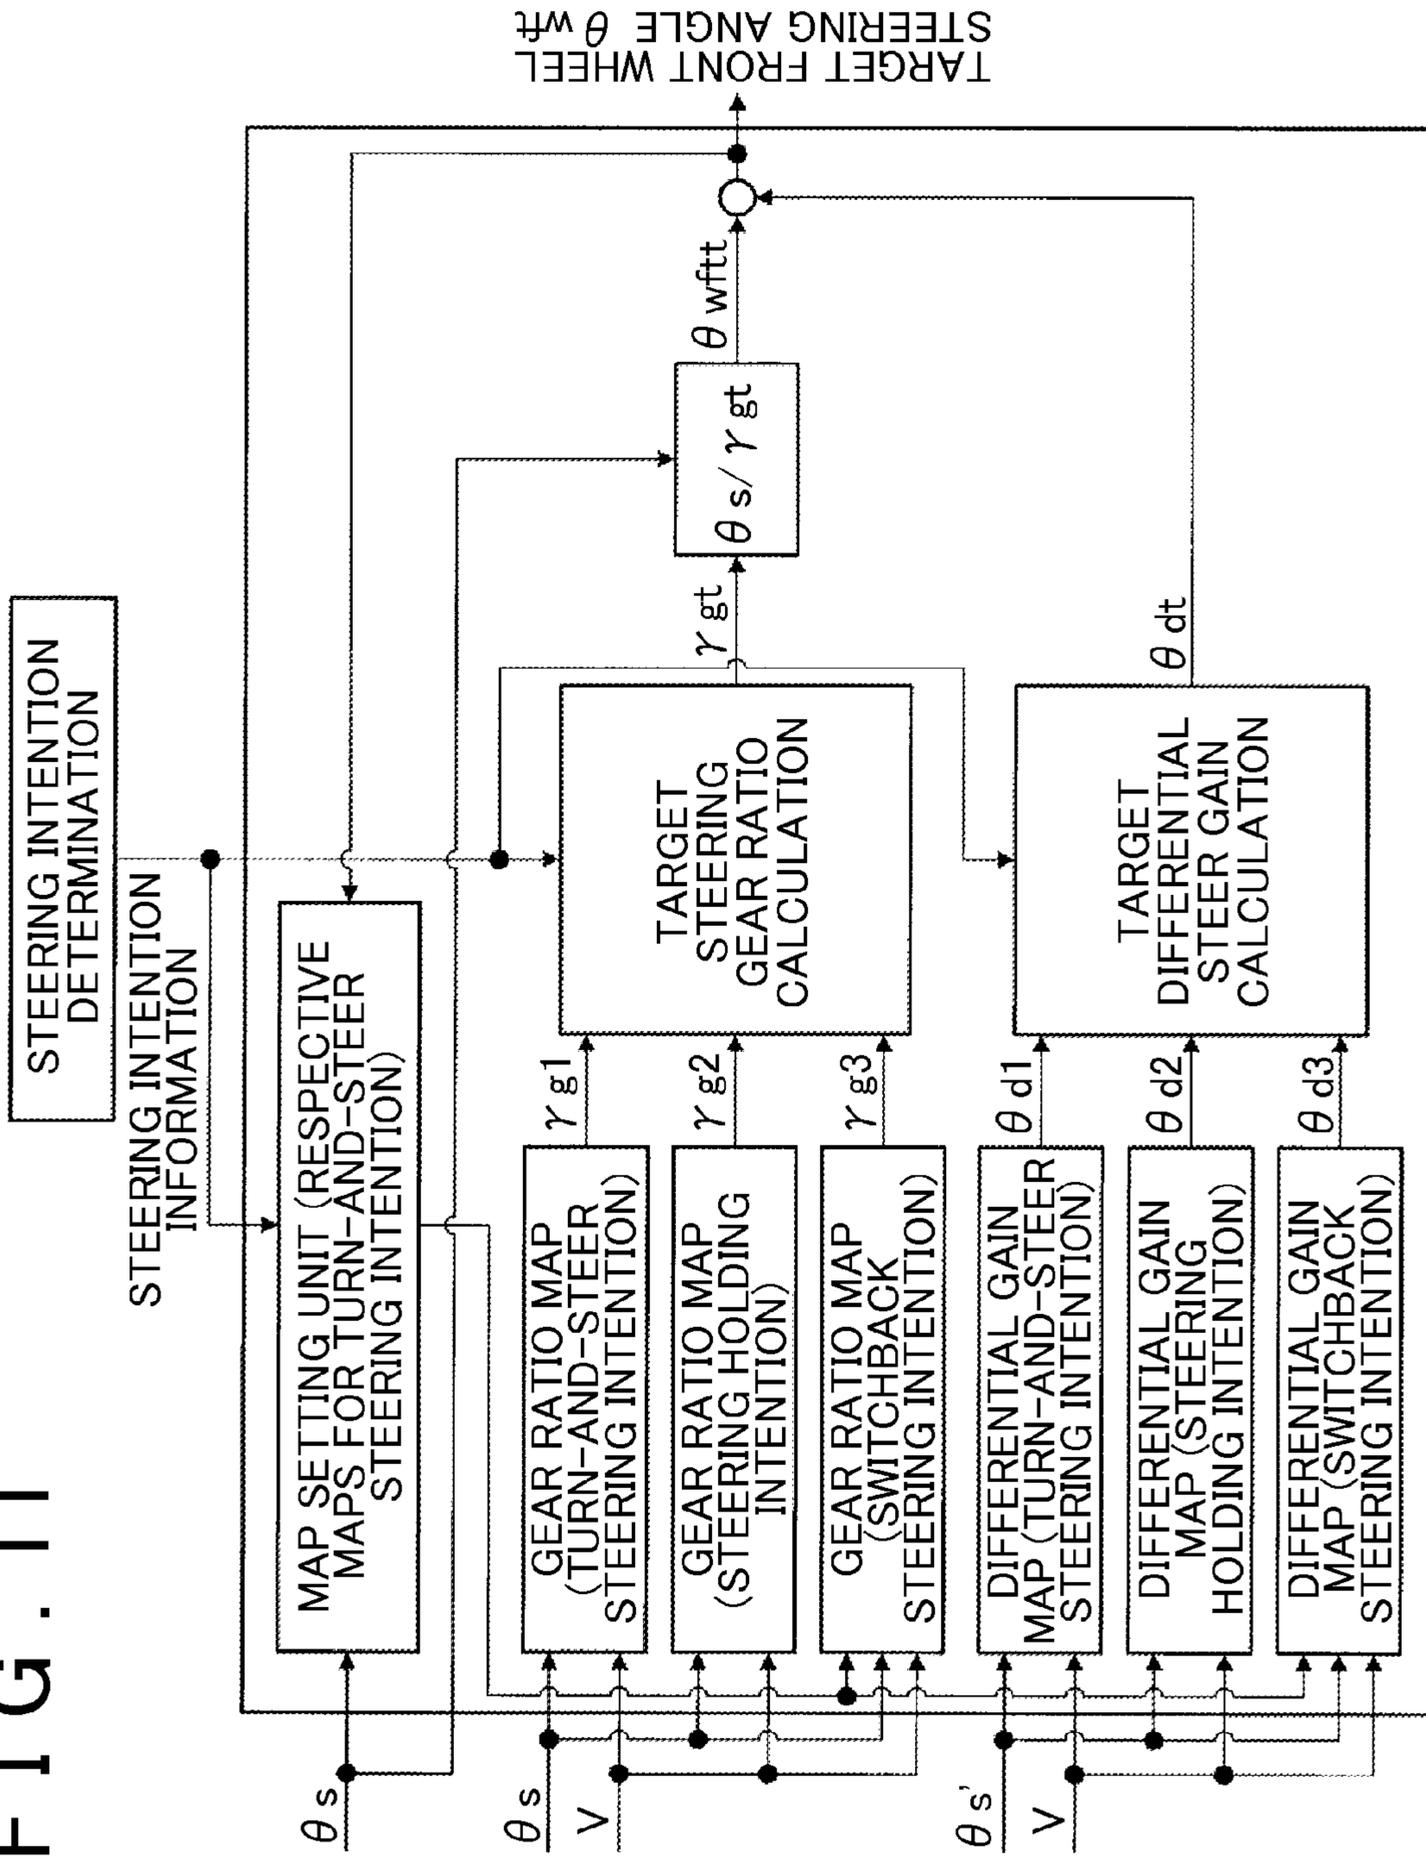 FIG. 11
STEERING INTENTION
DETERMINATION
STEERING INTENTION
INFORMATION
θs
MAP SETTING UNIT (RESPECTIVE
MAPS FOR TURN-AND-STEER
STEERING INTENTION)
θs
V
GEAR RATIO MAP
(TURN-AND-STEER
STEERING INTENTION)
γg1
GEAR RATIO MAP
(STEERING HOLDING
INTENTION)
γg2
GEAR RATIO MAP
(SWITCHBACK
STEERING INTENTION)
γg3
TARGET
STEERING
GEAR RATIO
CALCULATION
γgt
θs/γgt
θwftt
TARGET FRONT WHEEL
STEERING ANGLE θwft
θs'
V
DIFFERENTIAL GAIN
MAP (TURN-AND-STEER
STEERING INTENTION)
θd1
DIFFERENTIAL GAIN
MAP (STEERING
HOLDING INTENTION)
θd2
DIFFERENTIAL GAIN
MAP (SWITCHBACK
STEERING INTENTION)
θd3
TARGET
DIFFERENTIAL
STEER GAIN
CALCULATION
θdt